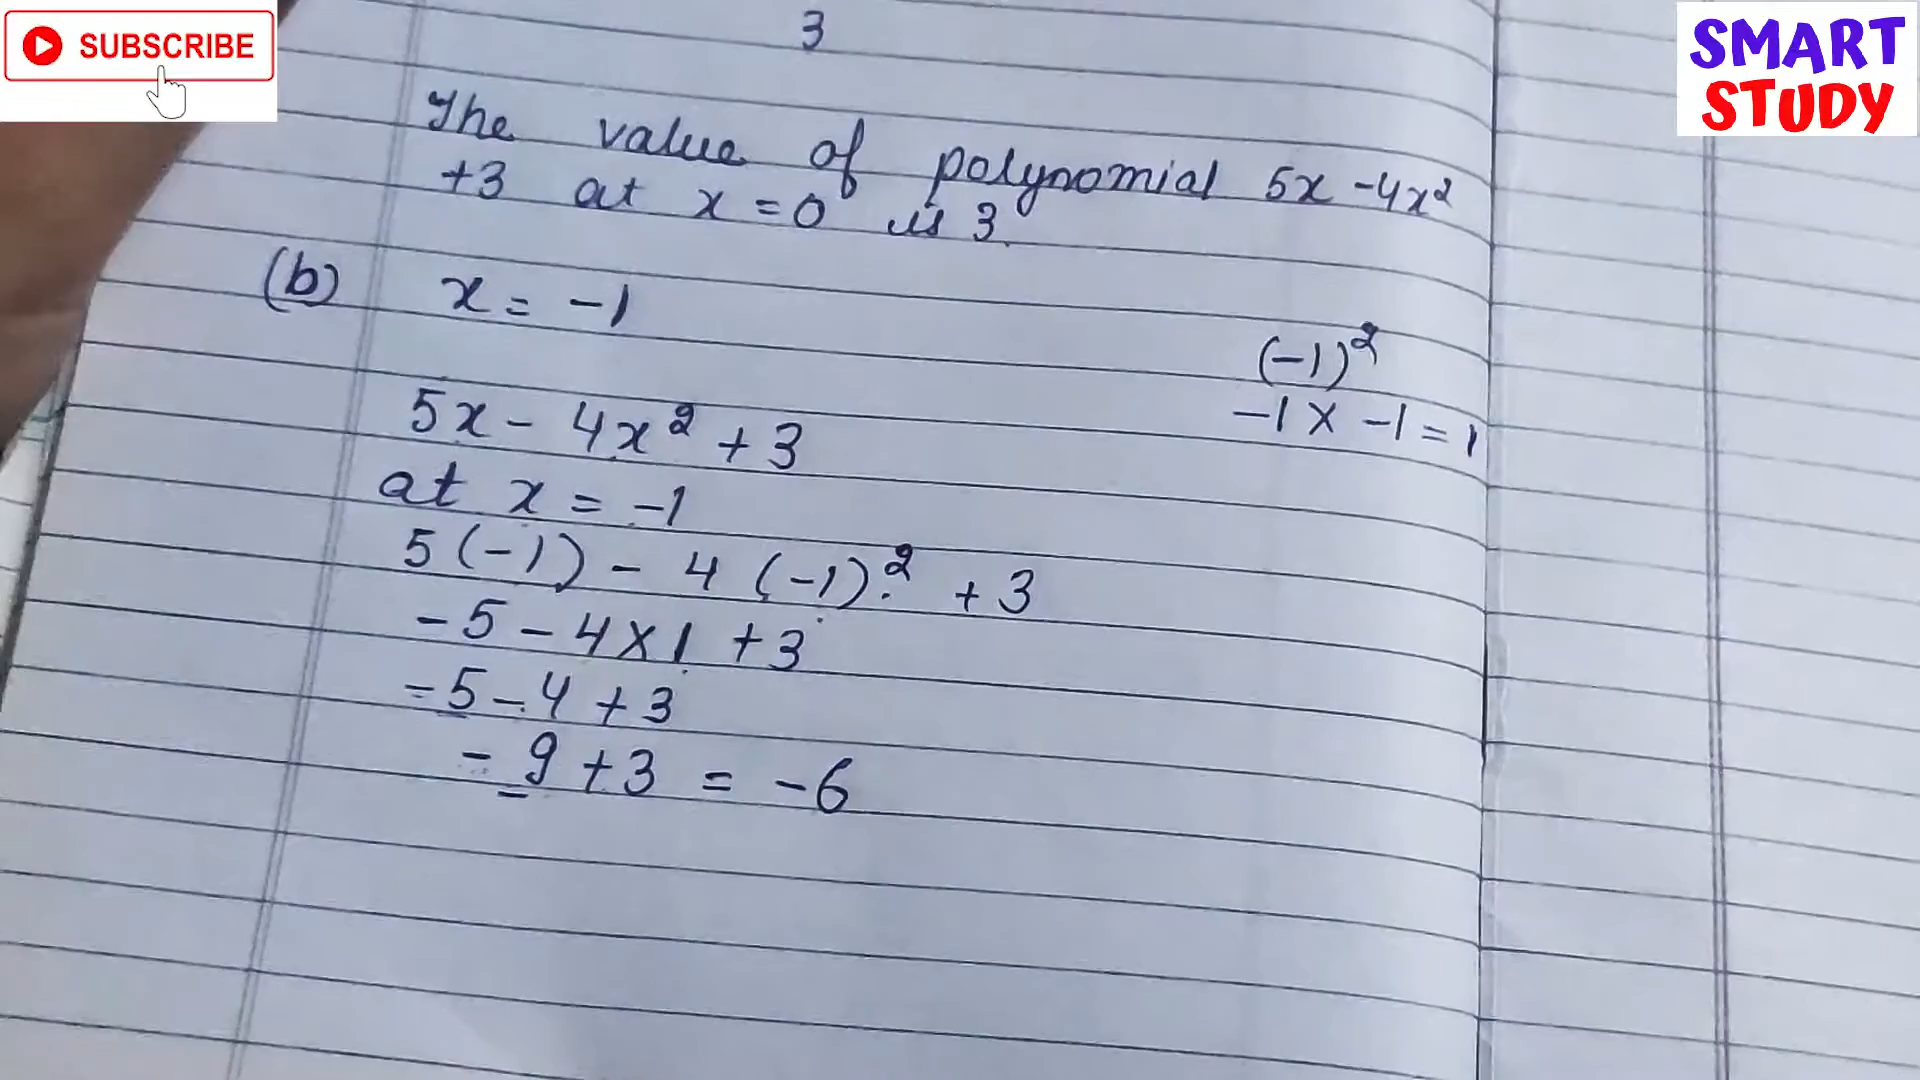 SUBSCRIBE
SMART
STUDY
3
The value of polynomial 5x - 4x²
+3 at x = 0 is 3.
(b) x = -1
(-1)²
-1 X -1 = 1
5x - 4x² + 3
at x = -1
5(-1) - 4(-1)² + 3
-5 - 4X1 + 3
-5 - 4 + 3
-9 + 3 = -6